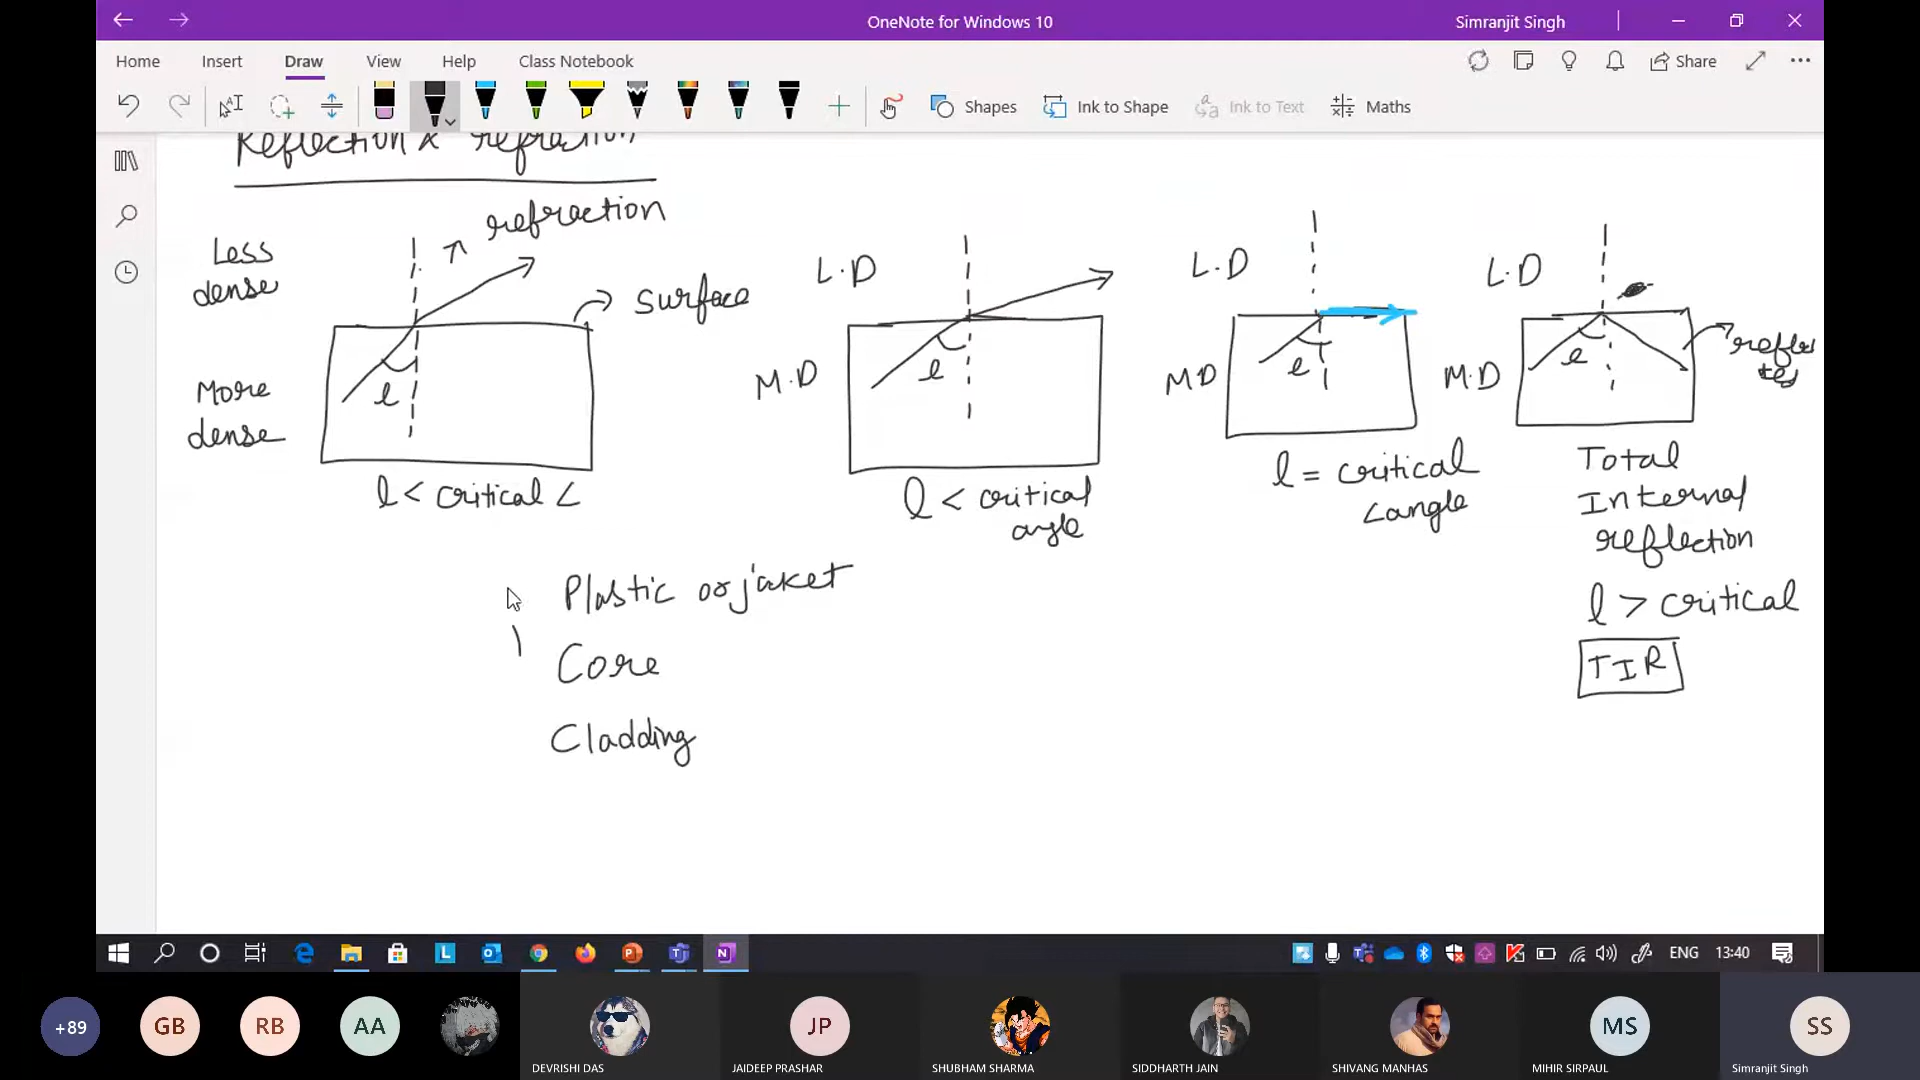 OneNote for Windows 10
Simranjit Singh
Home Insert Draw View Help Class Notebook
Share
Shapes Ink to Shape Ink to Text Maths
Reflection & refraction
refraction
Less
dense
surface
More
dense
l < critical <
L.D
M.D
l < critical
angle
L.D
M.D
l = critical
<angle
L.D
M.D
Total
Internal
reflection
l > critical
TIR
Plastic or jacket
Core
Cladding
ENG 13:40
+89
GB
RB
AA
DEVRISHI DAS
JP
JAIDEEP PRASHAR
SHUBHAM SHARMA
SIDDHARTH JAIN
SHIVANG MANHAS
MS
MIHIR SIRPAUL
SS
Simranjit Singh